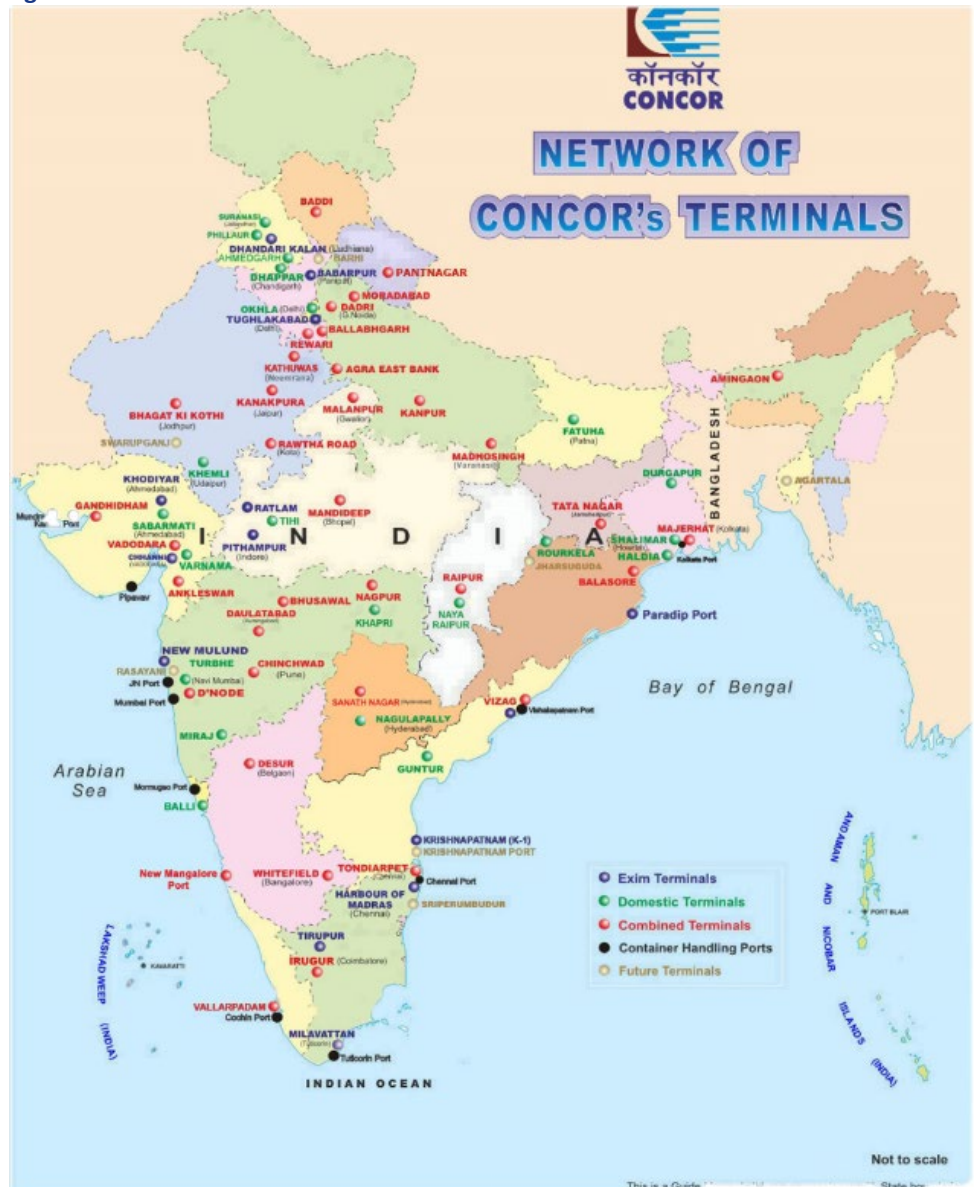 कॉनकॉर
CONCOR
NETWORK OF
CONCOR's TERMINALS
BADDI
SURANASI
PHILLAUR
DHANDARI KALAN (Ludhiana)
AHMEDGARH
BARHI
DHAPPAR
(Chandigarh)
BABARPUR
(Panipat)
PANTNAGAR
MORADABAD
OKHLA (Delhi)
DADRI
(G.Noida)
TUGHLAKABAD
(Delhi)
BALLABHGARH
REWARI
KATHUWAS
(Neemrana)
AGRA EAST BANK
AMINGAON
KANAKPURA
(Jaipur)
MALANPUR
(Gwalior)
KANPUR
BHAGAT KI KOTHI
(Jodhpur)
FATUHA
(Patna)
BANGLADESH
SWARUPGANJ
RAWTHA ROAD
(Kota)
MADHOSINGH
(Varanasi)
KHEMLI
(Udaipur)
DURGAPUR
AGARTALA
KHODIYAR
(Ahmedabad)
GANDHIDHAM
RATLAM
MANDIDEEP
(Bhopal)
TATA NAGAR
SABARMATI
(Ahmedabad)
TIHI
MAJERHAT (Kolkata)
INDIA
SHALIMAR
(Howrah)
VADODARA
PITHAMPUR
(Indore)
ROURKELA
HALDIA
Kolkata Port
VARNAMA
JHARSUGUDA
BALASORE
ANKLESWAR
Pipavav
BHUSAWAL
NAGPUR
RAIPUR
DAULATABAD
KHAPRI
NAYA
RAIPUR
Paradip Port
NEW MULUND
TURBHE
(Navi Mumbai)
CHINCHWAD
(Pune)
RASAYANI
JN Port
D'NODE
Mumbai Port
Bay of Bengal
SANATH NAGAR (Hyderabad)
VIZAG
Vishakapatnam Port
NAGULAPALLY
(Hyderabad)
MIRAJ
GUNTUR
DESUR
(Belgaon)
Arabian
Sea
Mormugao Port
BALLI
KRISHNAPATNAM (K-1)
KRISHNAPATNAM PORT
New Mangalore
Port
WHITEFIELD
(Bangalore)
TONDIARPET
(Chennai)
Chennai Port
HARBOUR OF
MADRAS
(Chennai)
SRIPERUMBUDUR
Exim Terminals
Domestic Terminals
Combined Terminals
Container Handling Ports
Future Terminals
ANDAMAN
AND
NICOBAR
ISLANDS
(INDIA)
PORT BLAIR
TIRUPUR
IRUGUR (Coimbatore)
LAKSHADWEEP
(INDIA)
KAVARATTI
VALLARPADAM
Cochin Port
MILAVATTAN
Tuticorin Port
INDIAN OCEAN
Not to scale